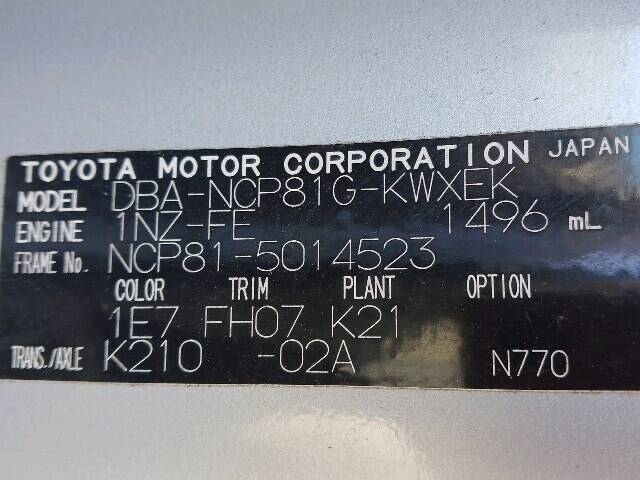 TOYOTA MOTOR CORPORATION JAPAN
MODEL DBA-NCP81G-KWXEK
ENGINE 1NZ-FE 1496 mL
FRAME No. NCP81-5014523
COLOR TRIM PLANT OPTION
1E7 FH07 K21
TRANS./AXLE K210 -02A N770